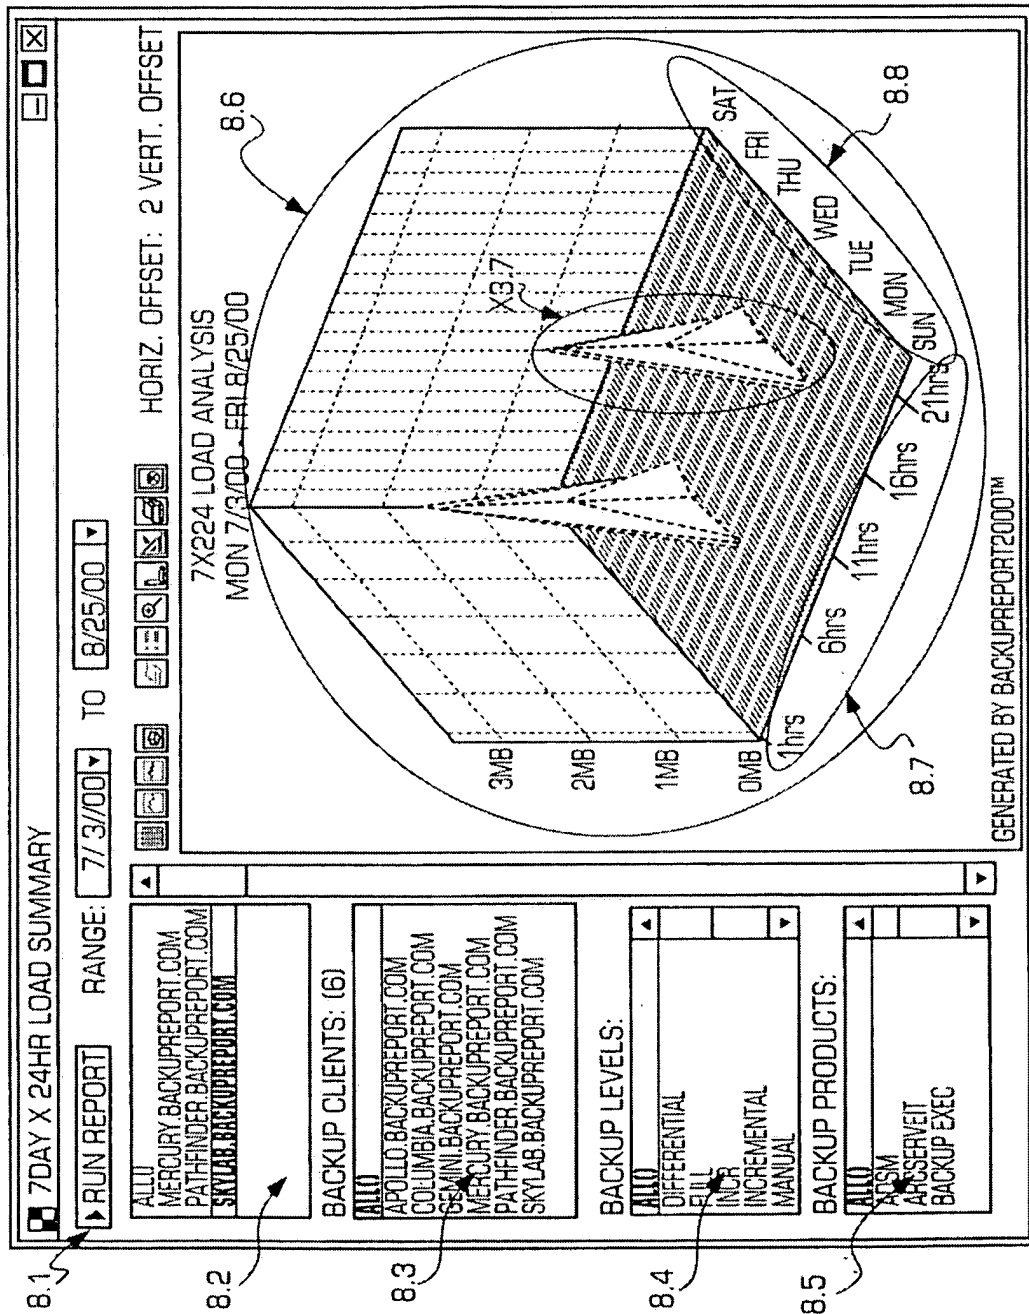 7DAY X 24HR LOAD SUMMARY
RUN REPORT RANGE: 7/3//00 TO 8/25/00
HORIZ. OFFSET: 2 VERT. OFFSET
8.1
ALLU
MERCURY.BACKUPREPORT.COM
PATHFINDER.BACKUPREPORT.COM
SKYLAB.BACKUPREPORT.COM
8.2
BACKUP CLIENTS: (6)
ALLO
APOLLO.BACKUPREPORT.COM
COLUMBIA.BACKUPREPORT.COM
GEMINI.BACKUPREPORT.COM
MERCURY.BACKUPREPORT.COM
PATHFINDER.BACKUPREPORT.COM
SKYLAB.BACKUPREPORT.COM
8.3
BACKUP LEVELS:
ALLO
DIFFERENTIAL
FULL
INCR
INCREMENTAL
MANUAL
8.4
BACKUP PRODUCTS:
ALLO
ADSM
ARCSERVEIT
BACKUP EXEC
8.5
7X224 LOAD ANALYSIS
MON 7/3/00 - FRI 8/25/00
8.6
X3.7
3MB
2MB
1MB
0MB
1hrs
6hrs
11hrs
16hrs
21hrs
SUN
MON
TUE
WED
THU
FRI
SAT
8.7
8.8
GENERATED BY BACKUPREPORT2000™